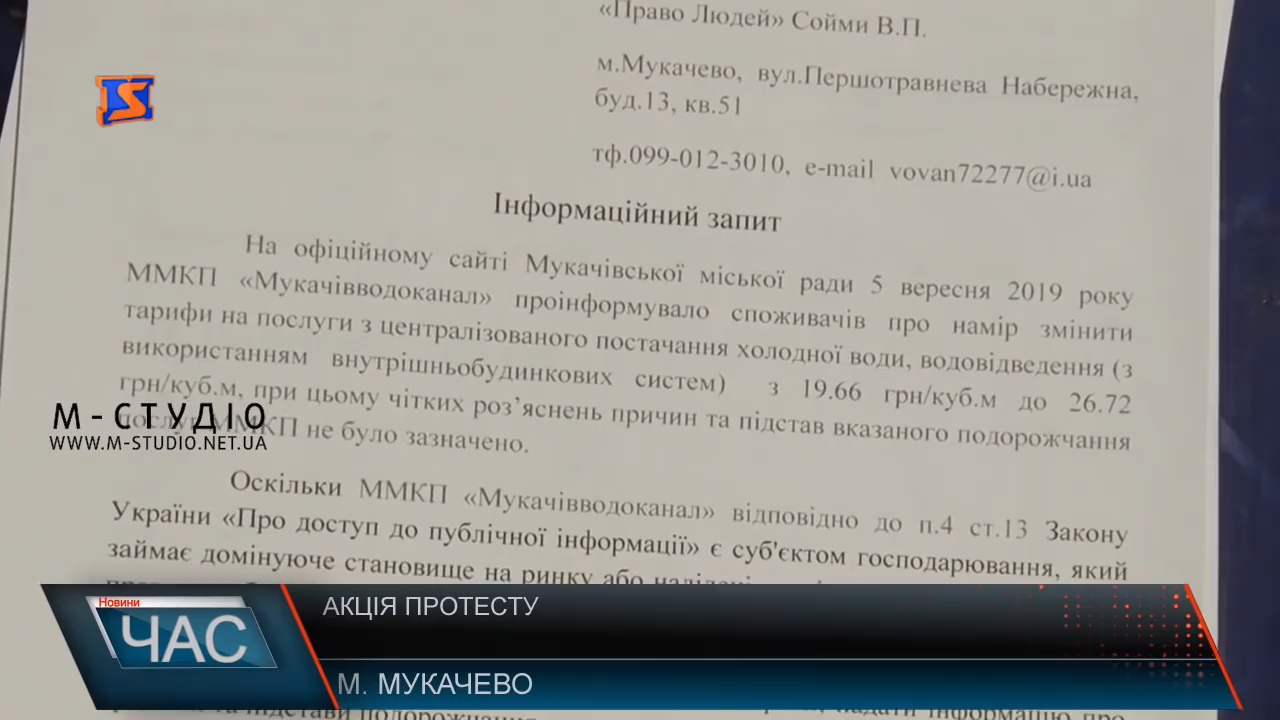 «Право Людей» Сойми В.П.
м.Мукачево, вул.Першотравнева Набережна,
буд.13, кв.51
тф.099-012-3010, e-mail vovan72277@i.ua
Інформаційний запит
На офіційному сайті Мукачівської міської ради 5 вересня 2019 року
ММКП «Мукачівводоканал» проінформувало споживачів про намір змінити
тарифи на послуги з централізованого постачання холодної води, водовідведення (з
використанням внутрішньобудинкових систем) з 19.66 грн/куб.м до 26.72
грн/куб.м, при цьому чітких роз’яснень причин та підстав вказаного подорожчання
послуг ММКП не було зазначено.
М-СТУДІО
WWW.M-STUDIO.NET.UA
Оскільки ММКП «Мукачівводоканал» відповідно до п.4 ст.13 Закону
України «Про доступ до публічної інформації» є суб'єктом господарювання, який
займає домінуюче становище на ринку або
Новини
ЧАС
АКЦІЯ ПРОТЕСТУ
М. МУКАЧЕВО